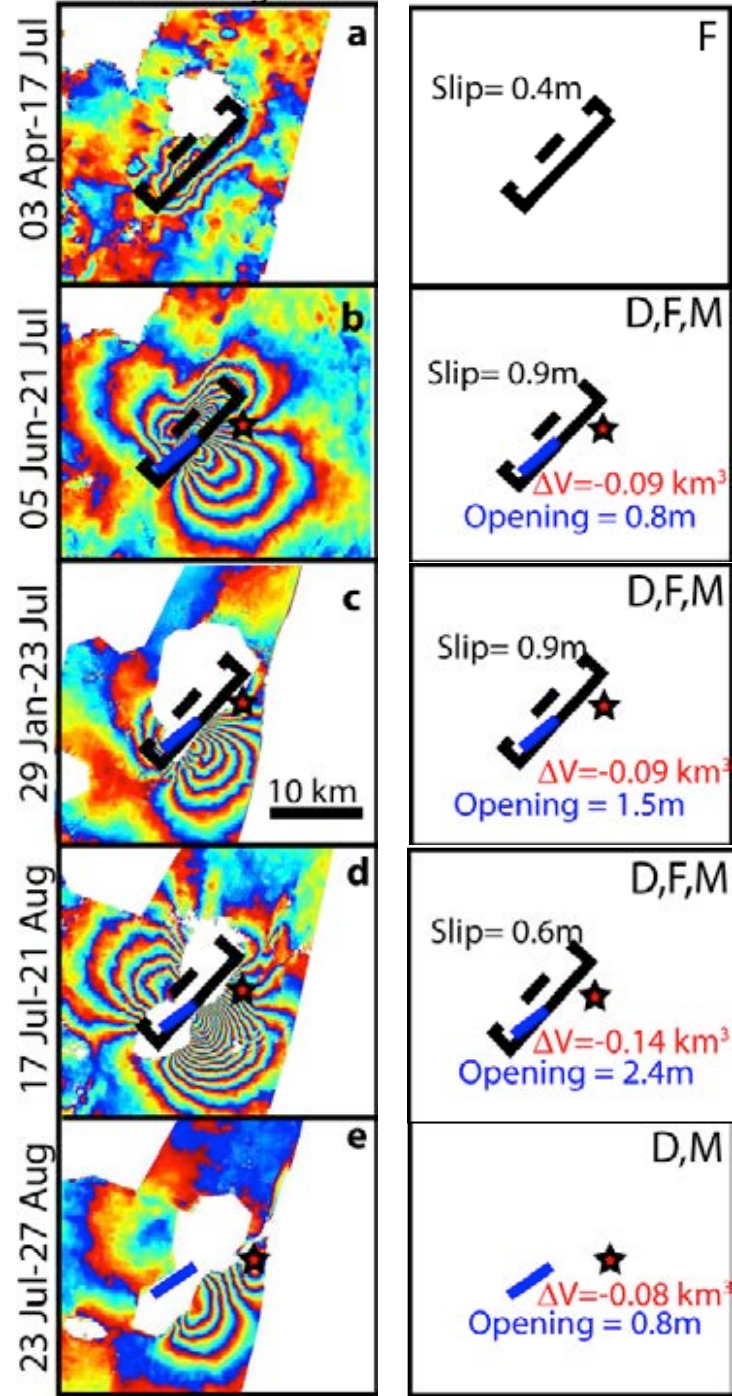 03 Apr-17 Jul
a
F
Slip= 0.4m
05 Jun-21 Jul
b
D,F,M
Slip= 0.9m
ΔV=-0.09 km³
Opening = 0.8m
29 Jan-23 Jul
c
10 km
D,F,M
Slip= 0.9m
ΔV=-0.09 km³
Opening = 1.5m
17 Jul-21 Aug
d
D,F,M
Slip= 0.6m
ΔV=-0.14 km³
Opening = 2.4m
23 Jul-27 Aug
e
D,M
ΔV=-0.08 km³
Opening = 0.8m